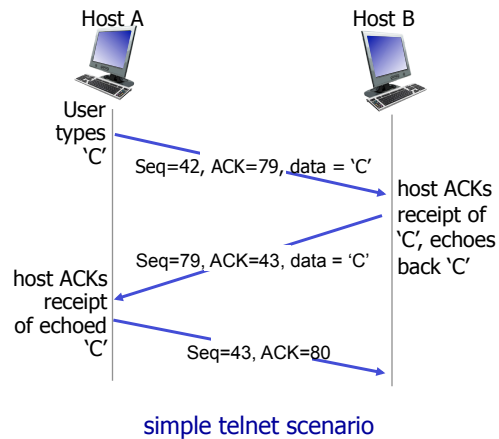 Host A
Host B
User
types
‘C’
Seq=42, ACK=79, data = ‘C’
host ACKs
receipt of
‘C’, echoes
back ‘C’
Seq=79, ACK=43, data = ‘C’
host ACKs
receipt
of echoed
‘C’
Seq=43, ACK=80
simple telnet scenario